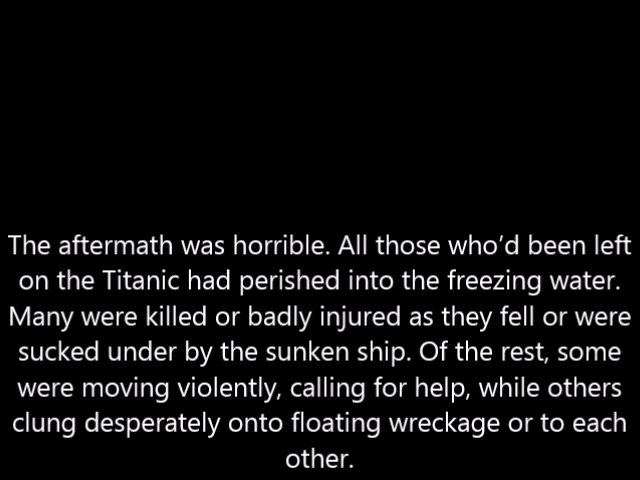 The aftermath was horrible. All those who’d been left
on the Titanic had perished into the freezing water.
Many were killed or badly injured as they fell or were
sucked under by the sunken ship. Of the rest, some
were moving violently, calling for help, while others
clung desperately onto floating wreckage or to each
other.